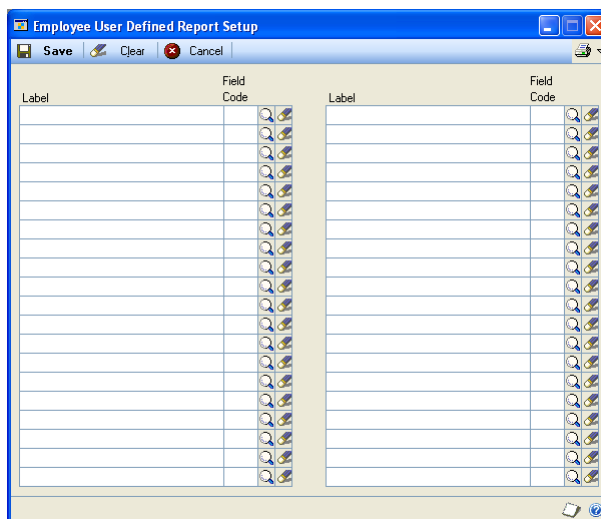 Employee User Defined Report Setup
Save Clear Cancel
Field Field
Label Code Label Code